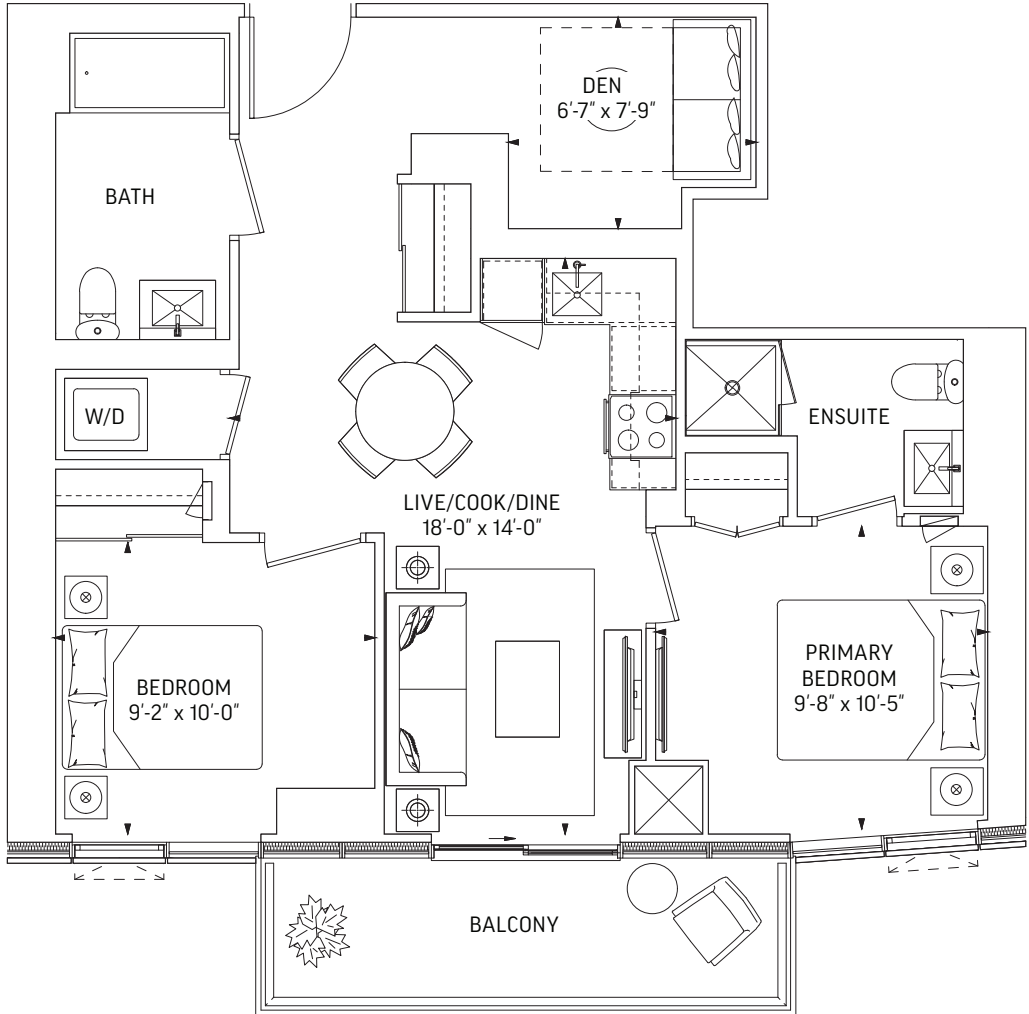 DEN
6'-7" x 7'-9"
BATH
W/D
ENSUITE
LIVE/COOK/DINE
18'-0" x 14'-0"
BEDROOM
9'-2" x 10'-0"
PRIMARY
BEDROOM
9'-8" x 10'-5"
BALCONY